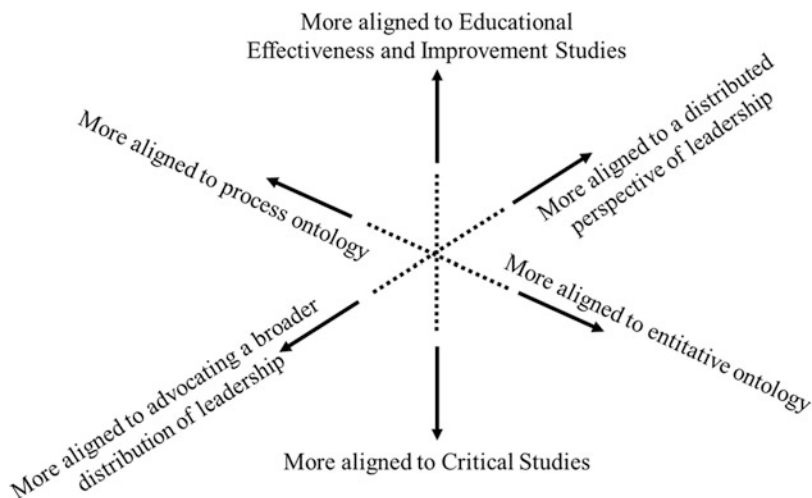 More aligned to Educational
Effectiveness and Improvement Studies
More aligned to process ontology
More aligned to a distributed
perspective of leadership
More aligned to entitative ontology
More aligned to advocating a broader
distribution of leadership
More aligned to Critical Studies